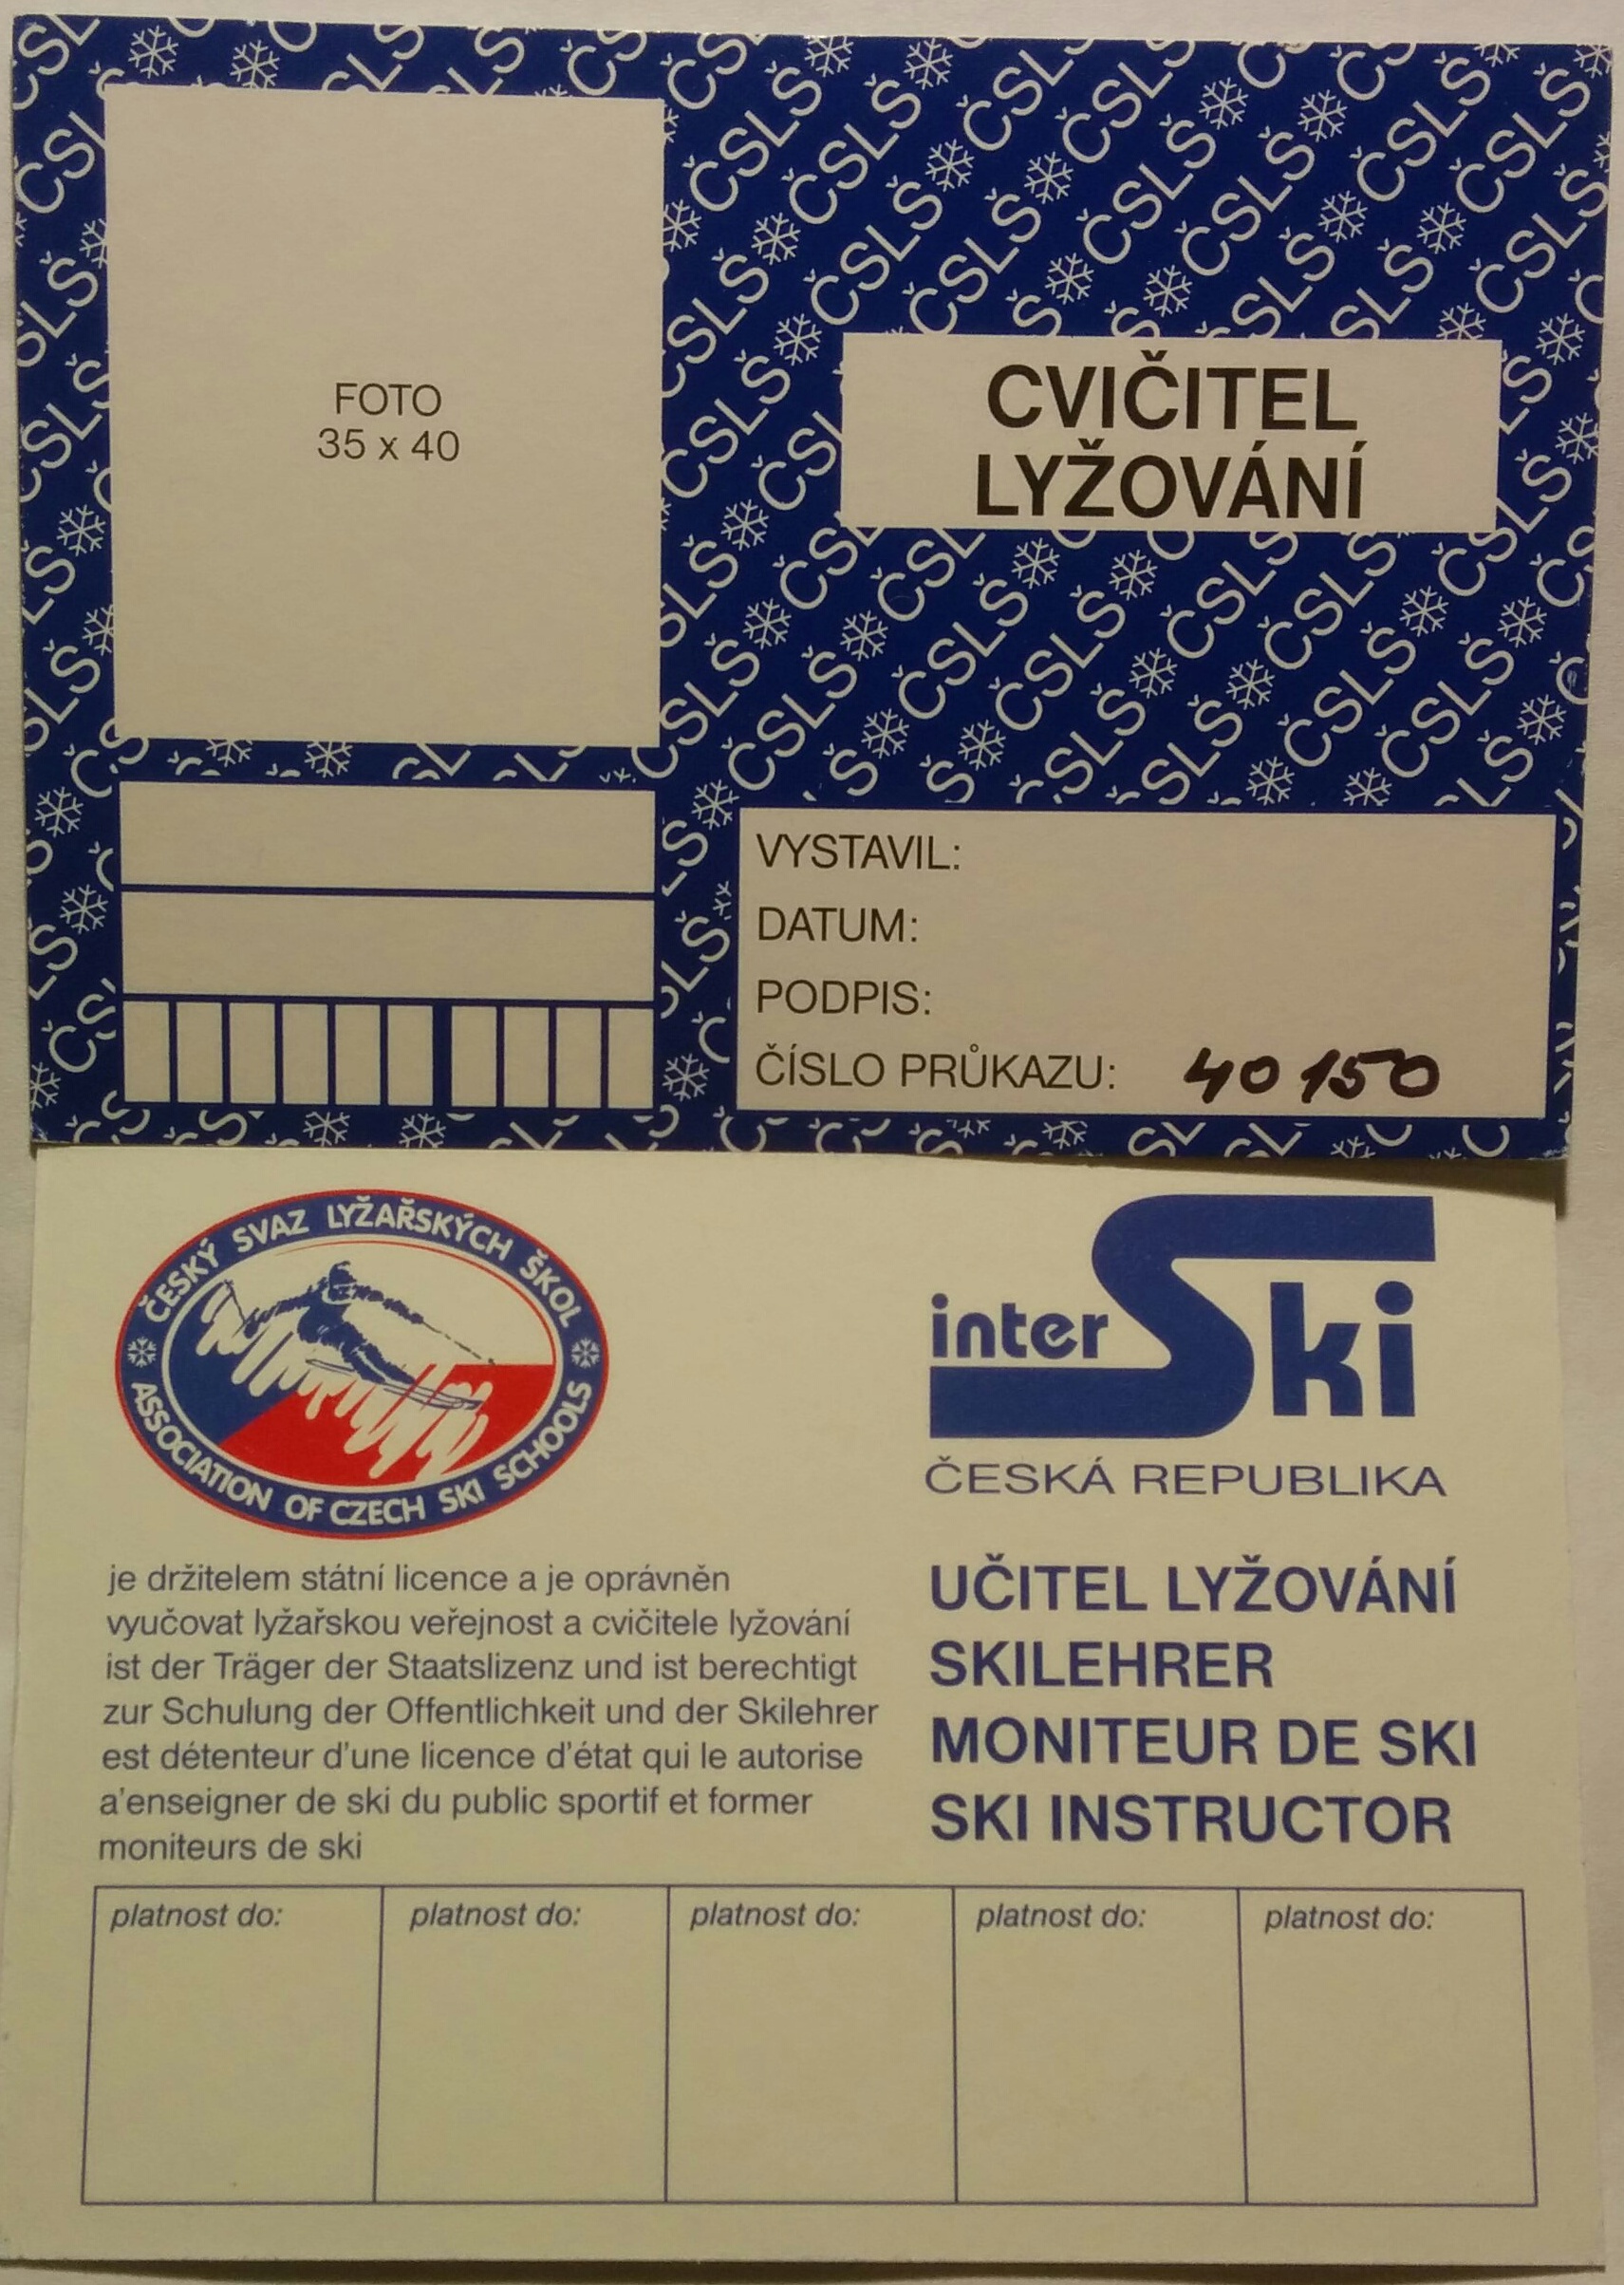 FOTO
35 x 40
CVIČITEL
LYŽOVÁNÍ
VYSTAVIL:
DATUM:
PODPIS:
ČÍSLO PRŮKAZU: 40150
ČESKÝ SVAZ LYŽAŘSKÝCH ŠKOL
ASSOCIATION OF CZECH SKI SCHOOLS
inter Ski
ČESKÁ REPUBLIKA
je držitelem státní licence a je oprávněn
vyučovat lyžařskou veřejnost a cvičitele lyžování
ist der Träger der Staatslizenz und ist berechtigt
zur Schulung der Offentlichkeit und der Skilehrer
est détenteur d'une licence d'état qui le autorise
a'enseigner de ski du public sportif et former
moniteurs de ski
UČITEL LYŽOVÁNÍ
SKILEHRER
MONITEUR DE SKI
SKI INSTRUCTOR
platnost do: platnost do: platnost do: platnost do: platnost do: